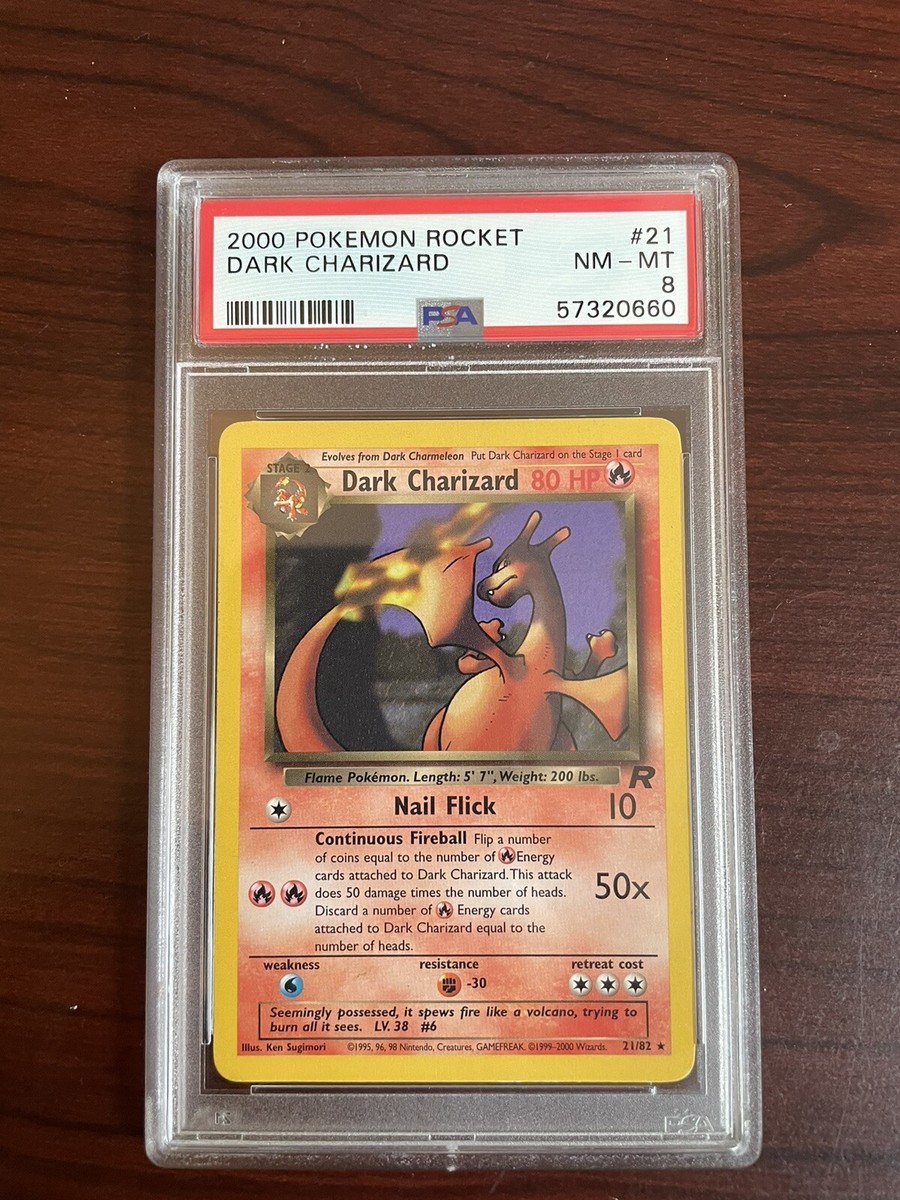 2000 POKEMON ROCKET #21
DARK CHARIZARD NM - MT
8
57320660
PSA
Evolves from Dark Charmeleon Put Dark Charizard on the Stage 1 card
STAGE 2
Dark Charizard 80 HP
Flame Pokémon. Length: 5' 7", Weight: 200 lbs. R
Nail Flick 10
Continuous Fireball Flip a number
of coins equal to the number of Energy
cards attached to Dark Charizard. This attack
does 50 damage times the number of heads.
Discard a number of Energy cards
attached to Dark Charizard equal to the
number of heads.
50x
weakness resistance retreat cost
-30
Seemingly possessed, it spews fire like a volcano, trying to
burn all it sees. LV. 38 #6
Illus. Ken Sugimori ©1995, 96, 98 Nintendo, Creatures, GAMEFREAK. ©1999-2000 Wizards. 21/82 ★
PSA